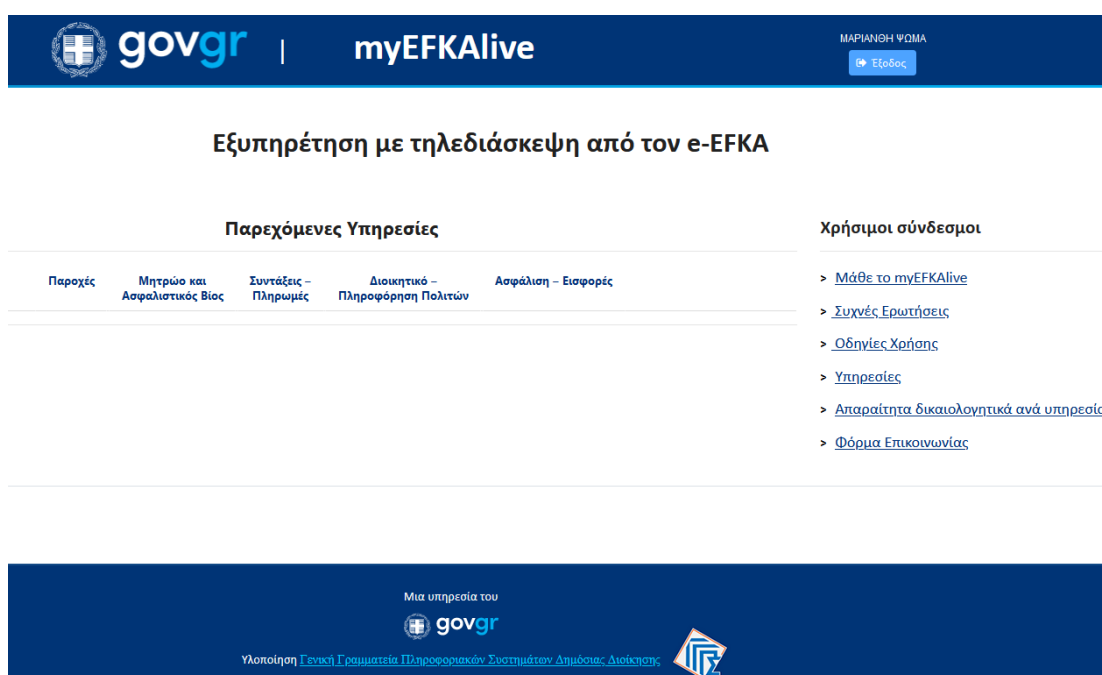 govgr | myEFKAlive
ΜΑΡΙΑΝΘΗ ΨΩΜΑ
Έξοδος
Εξυπηρέτηση με τηλεδιάσκεψη από τον e-EFKA
Παρεχόμενες Υπηρεσίες
Παροχές
Μητρώο και
Ασφαλιστικός Βίος
Συντάξεις –
Πληρωμές
Διοικητικό –
Πληροφόρηση Πολιτών
Ασφάλιση – Εισφορές
Χρήσιμοι σύνδεσμοι
> Μάθε το myEFKAlive
> Συχνές Ερωτήσεις
> Οδηγίες Χρήσης
> Υπηρεσίες
> Απαραίτητα δικαιολογητικά ανά υπηρεσία
> Φόρμα Επικοινωνίας
Μια υπηρεσία του
govgr
Υλοποίηση Γενική Γραμματεία Πληροφοριακών Συστημάτων Δημόσιας Διοίκησης